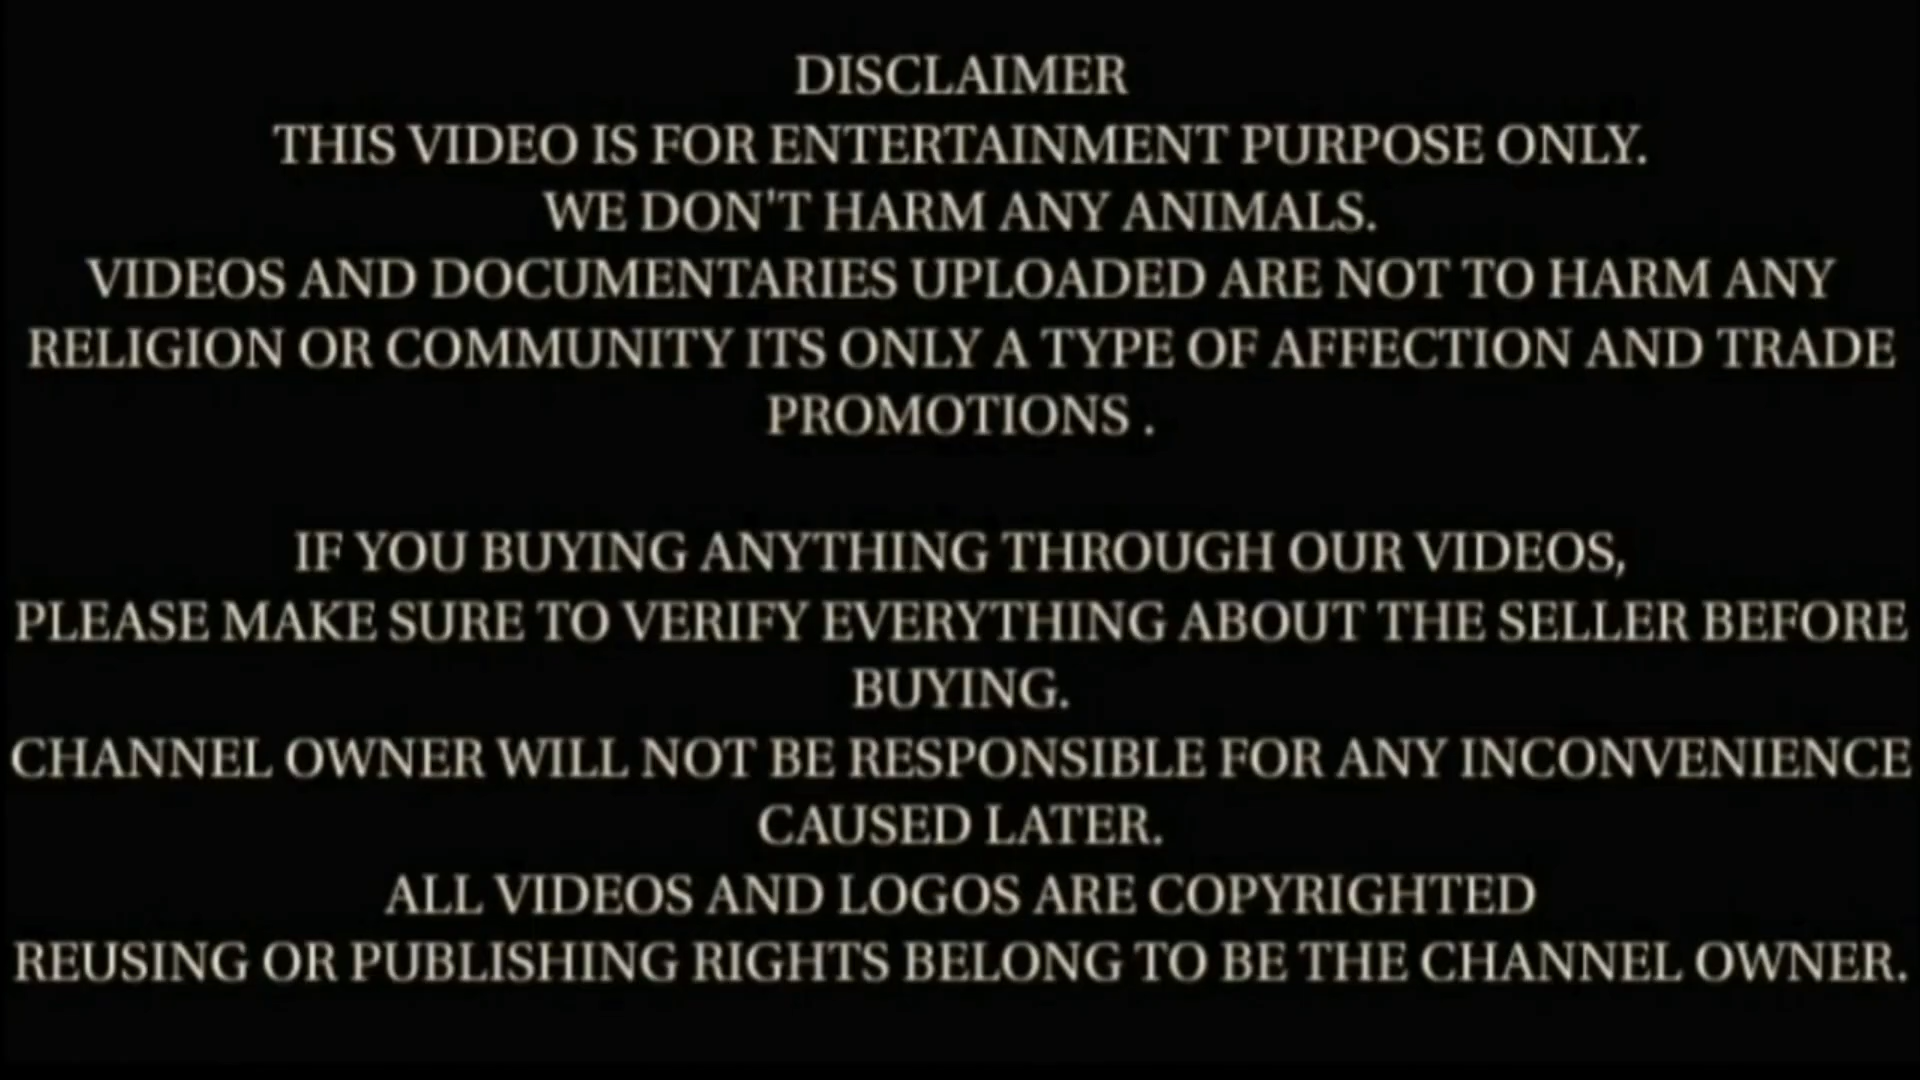 DISCLAIMER
THIS VIDEO IS FOR ENTERTAINMENT PURPOSE ONLY.
WE DON'T HARM ANY ANIMALS.
VIDEOS AND DOCUMENTARIES UPLOADED ARE NOT TO HARM ANY
RELIGION OR COMMUNITY ITS ONLY A TYPE OF AFFECTION AND TRADE
PROMOTIONS .
IF YOU BUYING ANYTHING THROUGH OUR VIDEOS,
PLEASE MAKE SURE TO VERIFY EVERYTHING ABOUT THE SELLER BEFORE
BUYING.
CHANNEL OWNER WILL NOT BE RESPONSIBLE FOR ANY INCONVENIENCE
CAUSED LATER.
ALL VIDEOS AND LOGOS ARE COPYRIGHTED
REUSING OR PUBLISHING RIGHTS BELONG TO BE THE CHANNEL OWNER.